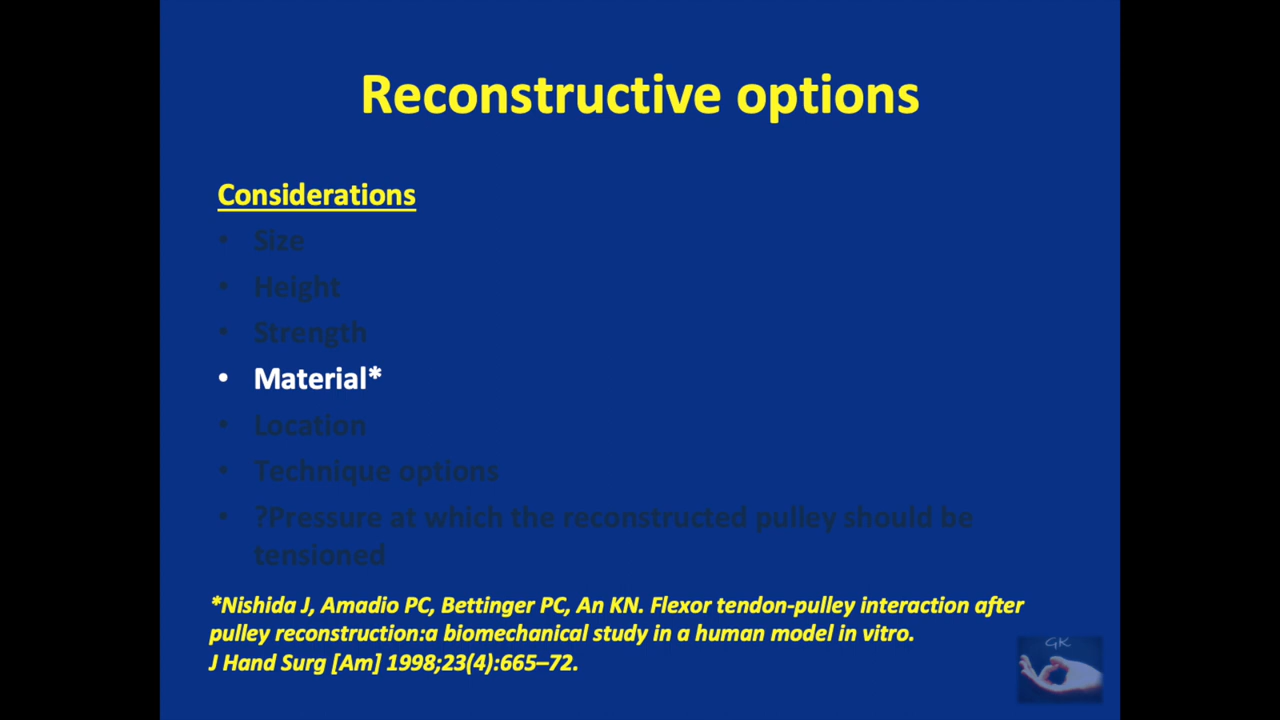 Reconstructive options
Considerations
• Size
• Height
• Strength
• Material*
• Location
• Technique options
• ?Pressure at which the reconstructed pulley should be
tensioned
*Nishida J, Amadio PC, Bettinger PC, An KN. Flexor tendon-pulley interaction after
pulley reconstruction:a biomechanical study in a human model in vitro.
J Hand Surg [Am] 1998;23(4):665–72.
GK